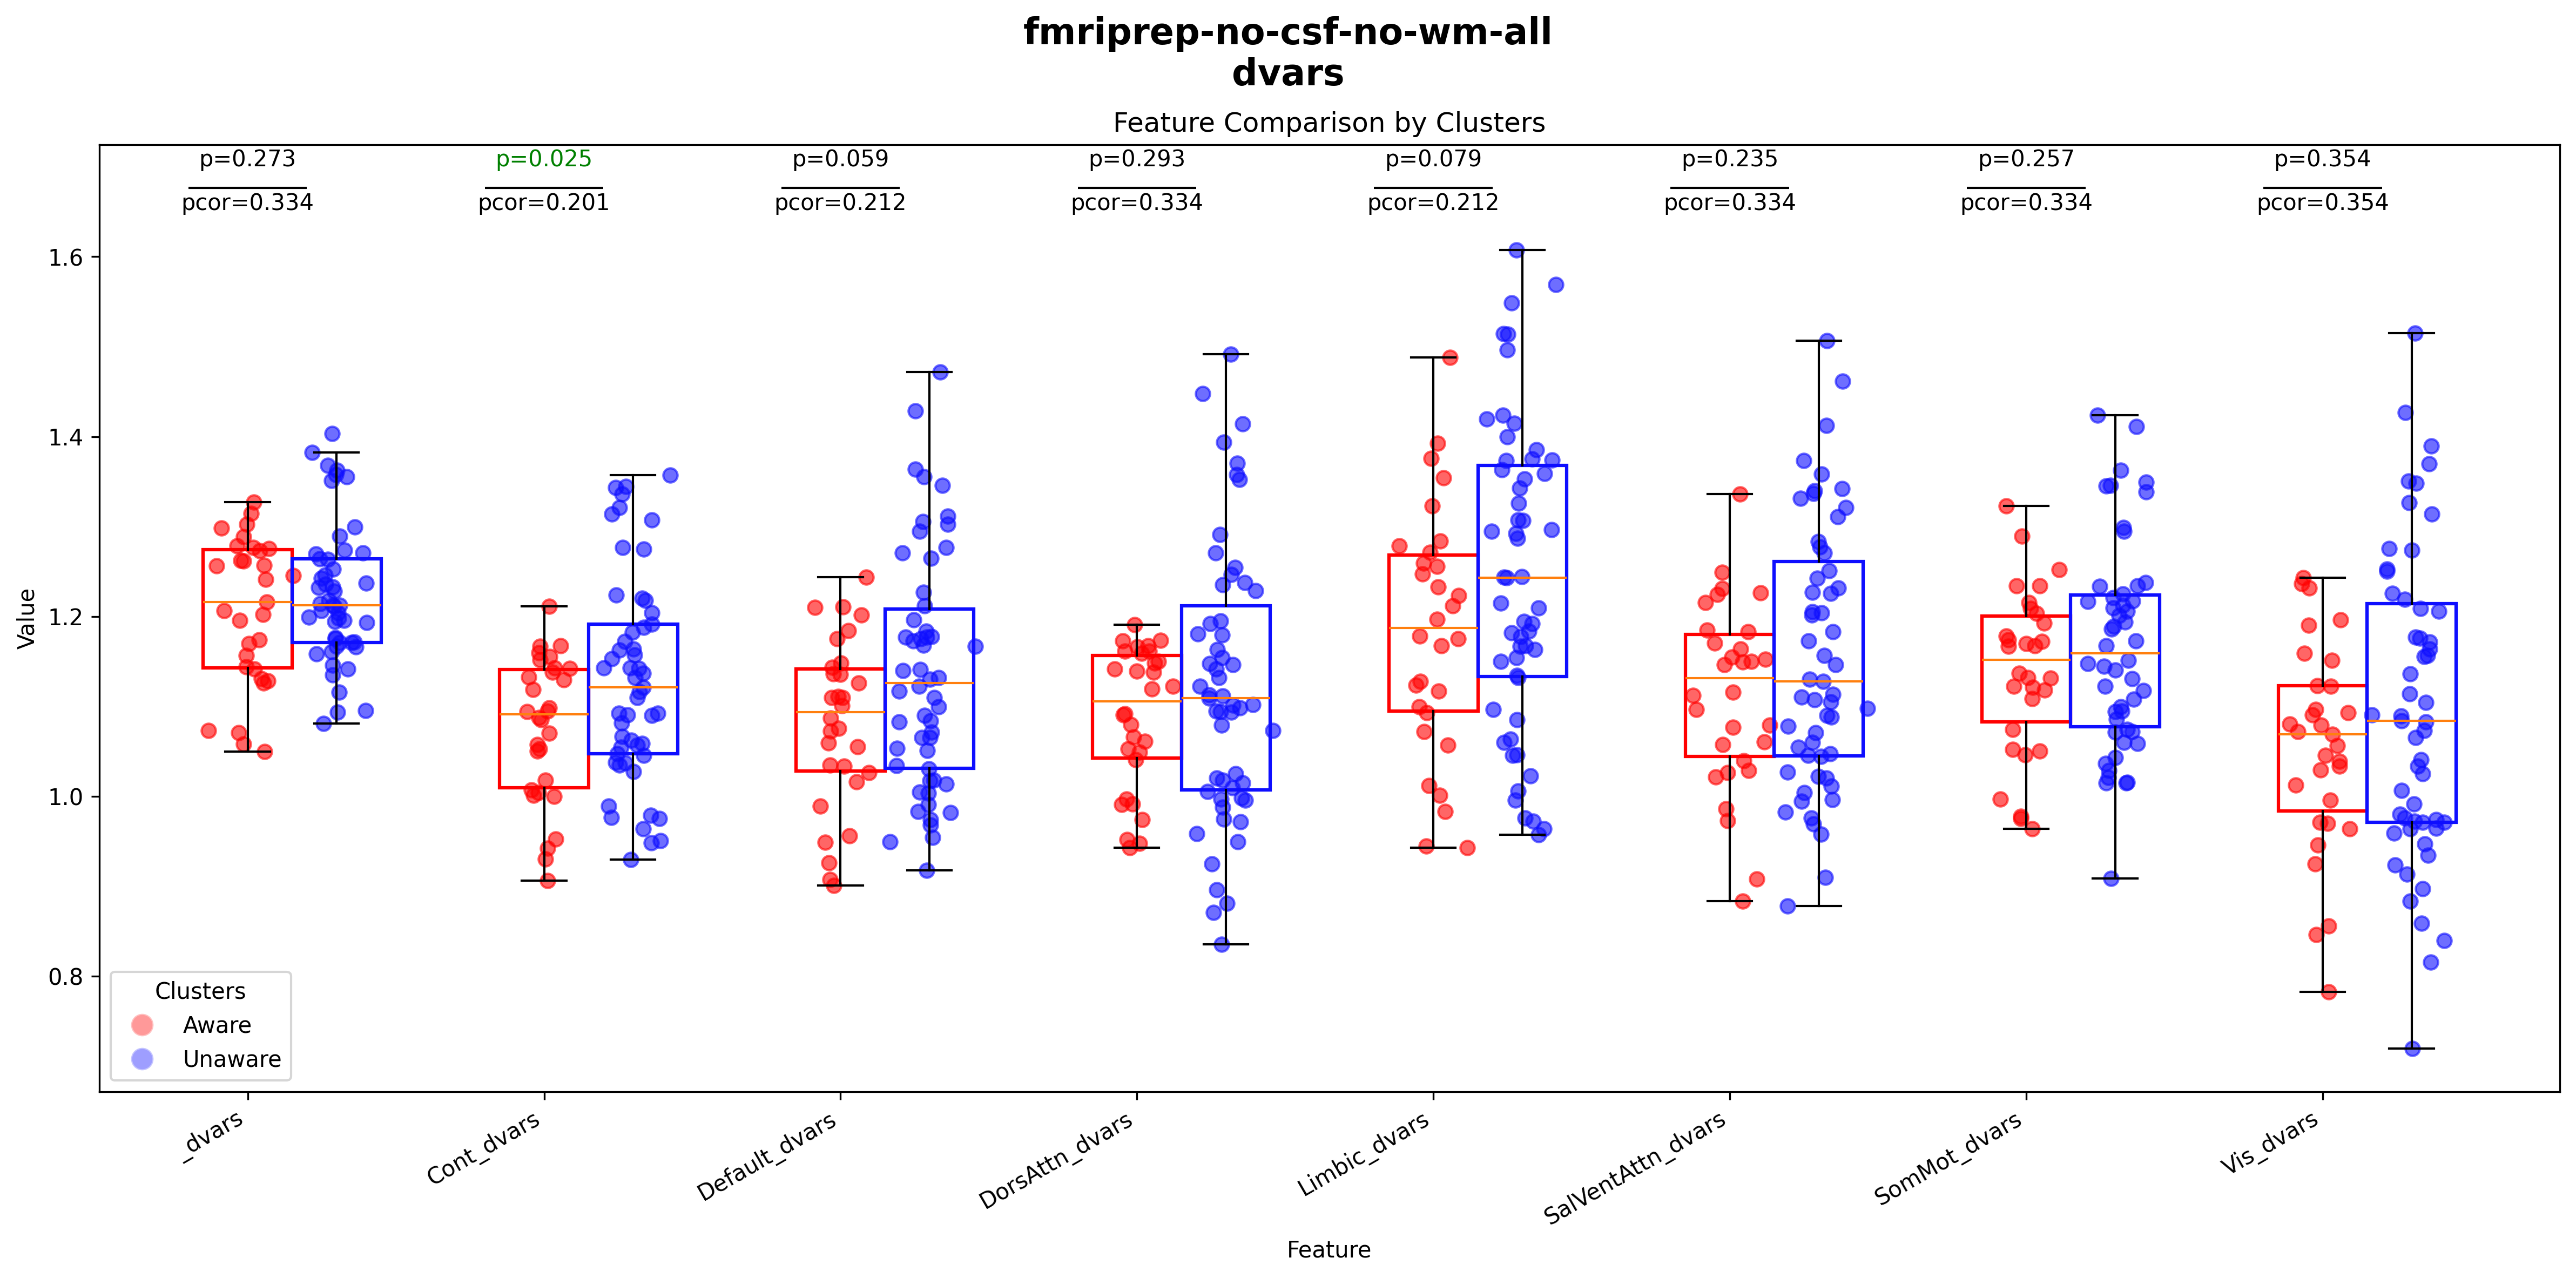 fmriprep-no-csf-no-wm-all
dvars
Feature Comparison by Clusters
p=0.273 p=0.025 p=0.059 p=0.293 p=0.079 p=0.235 p=0.257 p=0.354
pcor=0.334 pcor=0.201 pcor=0.212 pcor=0.334 pcor=0.212 pcor=0.334 pcor=0.334 pcor=0.354
1.6
1.4
1.2
1.0
0.8
Value
Clusters
Aware
Unaware
_dvars Cont_dvars Default_dvars DorsAttn_dvars Limbic_dvars SalVentAttn_dvars SomMot_dvars Vis_dvars
Feature